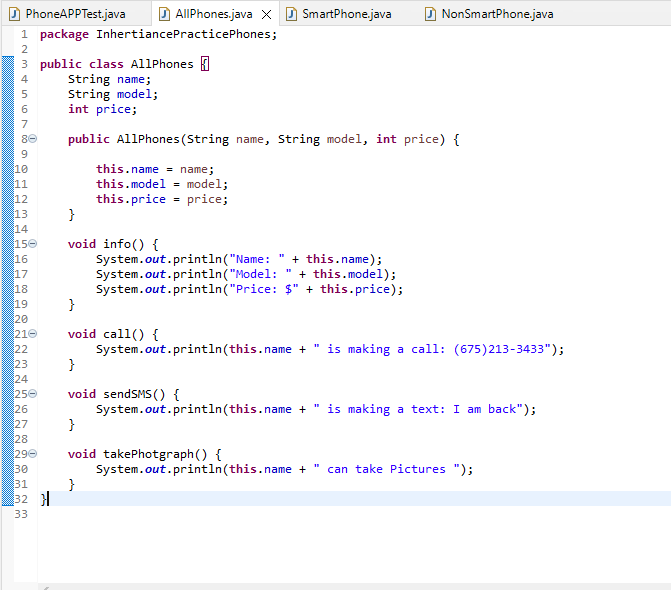 PhoneAPPTest.java AllPhones.java SmartPhone.java NonSmartPhone.java
1 package InhertiancePracticePhones;
2
3 public class AllPhones {
4 String name;
5 String model;
6 int price;
7
8 public AllPhones(String name, String model, int price) {
9
10 this.name = name;
11 this.model = model;
12 this.price = price;
13 }
14
15 void info() {
16 System.out.println("Name: " + this.name);
17 System.out.println("Model: " + this.model);
18 System.out.println("Price: $" + this.price);
19 }
20
21 void call() {
22 System.out.println(this.name + " is making a call: (675)213-3433");
23 }
24
25 void sendSMS() {
26 System.out.println(this.name + " is making a text: I am back");
27 }
28
29 void takePhotgraph() {
30 System.out.println(this.name + " can take Pictures ");
31 }
32 }
33